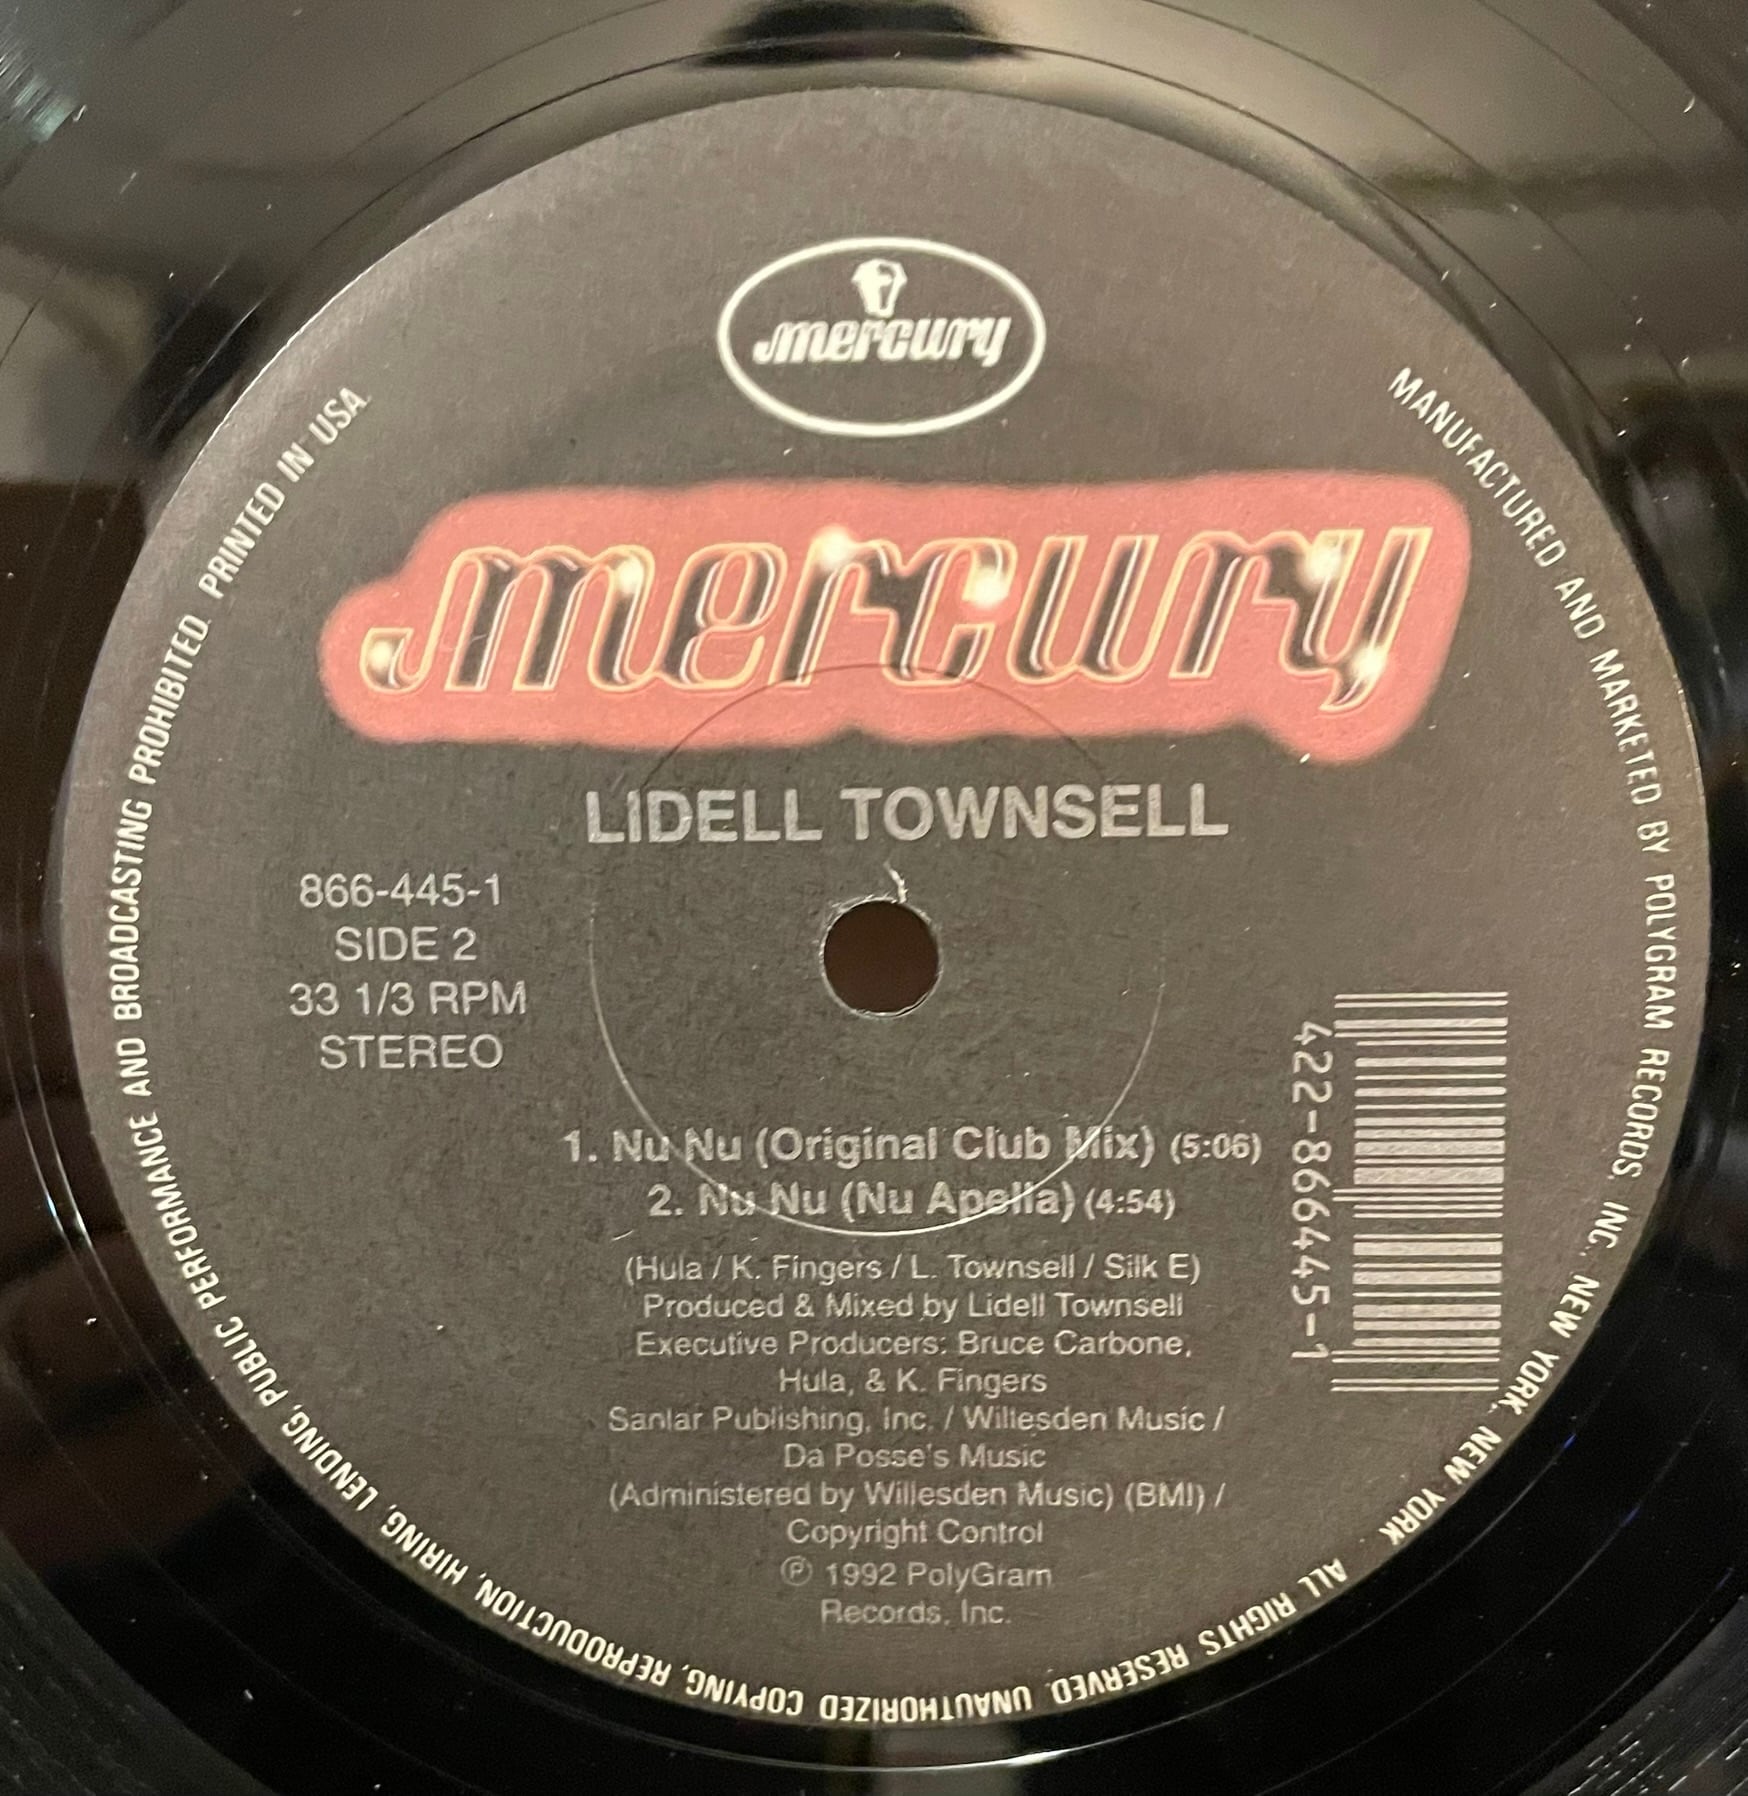 mercury
mercury
LIDELL TOWNSELL
866-445-1
SIDE 2
33 1/3 RPM
STEREO
1. Nu Nu (Original Club Mix) (5:06)
2. Nu Nu (Nu Apella) (4:54)
(Hula / K. Fingers / L. Townsell / Silk E)
Produced & Mixed by Lidell Townsell
Executive Producers: Bruce Carbone,
Hula, & K. Fingers
Sanlar Publishing, Inc. / Willesden Music /
Da Posse's Music
(Administered by Willesden Music) (BMI) /
Copyright Control
℗ 1992 PolyGram
Records, Inc.
422-866445-1
MANUFACTURED AND MARKETED BY POLYGRAM RECORDS, INC., NEW YORK, NEW YORK. ALL RIGHTS RESERVED. UNAUTHORIZED COPYING, REPRODUCTION, HIRING, LENDING, PUBLIC PERFORMANCE AND BROADCASTING PROHIBITED. PRINTED IN USA.